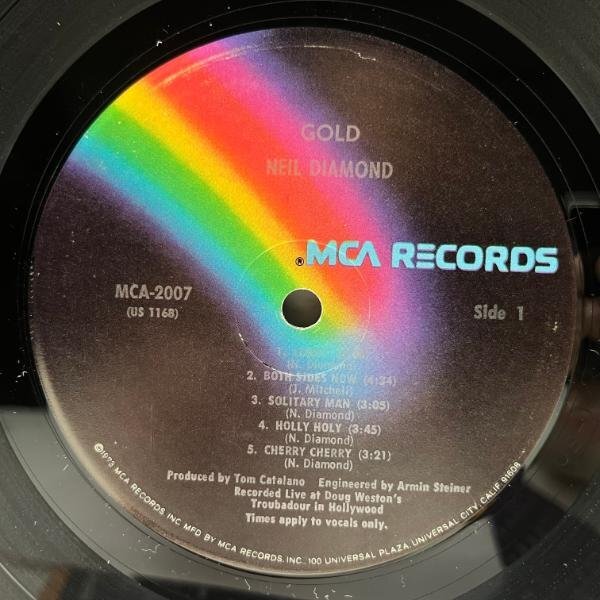 GOLD
NEIL DIAMOND
® MCA RECORDS
MCA-2007
(US 1168)
Side 1
1.
(N. Diamond)
2. BOTH SIDES NOW (4:34)
(J. Mitchell)
3. SOLITARY MAN (3:05)
(N. Diamond)
4. HOLLY HOLY (3:45)
(N. Diamond)
5. CHERRY CHERRY (3:21)
(N. Diamond)
Produced by Tom Catalano Engineered by Armin Steiner
Recorded Live at Doug Weston's
Troubadour in Hollywood
Times apply to vocals only.
©1973 MCA RECORDS INC. MFD BY MCA RECORDS, INC., 100 UNIVERSAL PLAZA, UNIVERSAL CITY, CALIF. 91608